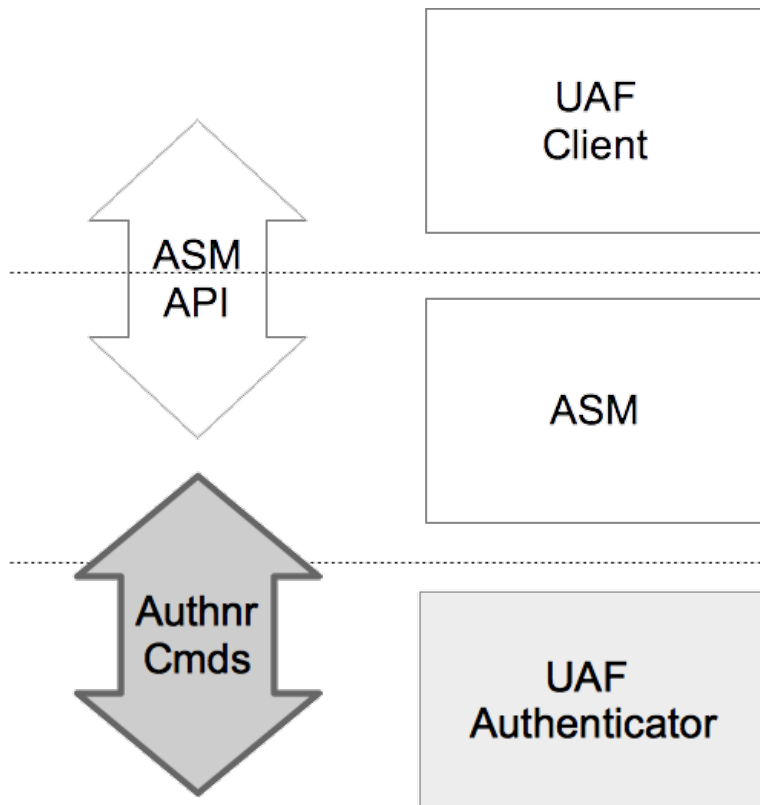 UAF
Client
ASM
API
ASM
Authnr
Cmds
UAF
Authenticator